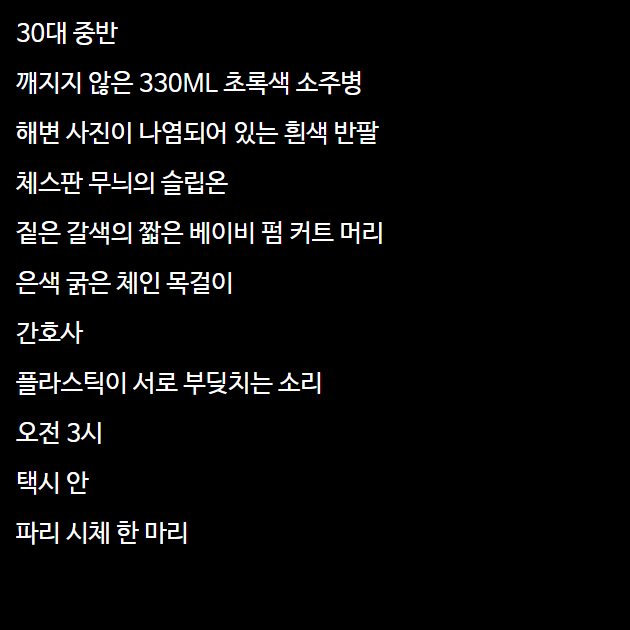 30대 중반
깨지지 않은 330ML 초록색 소주병
해변 사진이 나염되어 있는 흰색 반팔
체스판 무늬의 슬립온
짙은 갈색의 짧은 베이비 펌 커트 머리
은색 굵은 체인 목걸이
간호사
플라스틱이 서로 부딪치는 소리
오전 3시
택시 안
파리 시체 한 마리